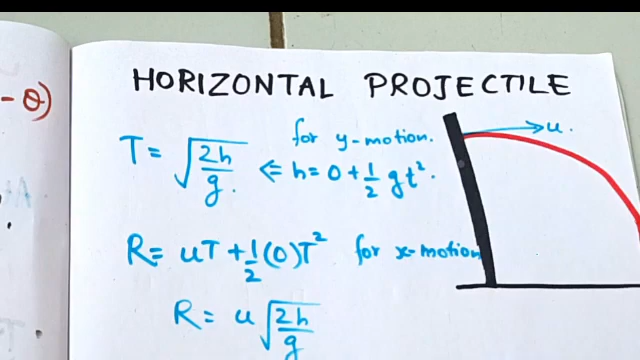 - θ)
HORIZONTAL PROJECTILE
u.
for y-motion.
T = √(2h/g). ⇐ h = 0 + 1/2 gt².
R = uT + 1/2 (0)T² for x-motion
R = u√(2h/g)